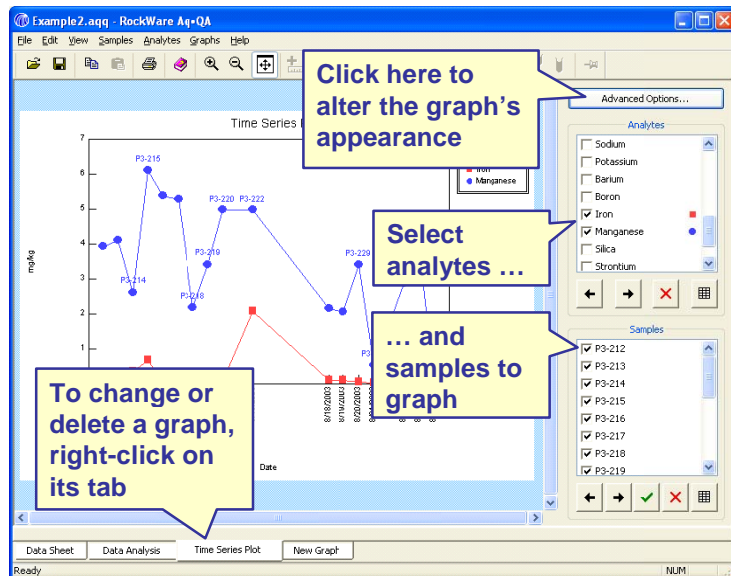 Example2.aqq - RockWare Aq•QA
File Edit View Samples Analytes Graphs Help
Click here to
alter the graph's
appearance
Advanced Options...
Time Series
Analytes
Sodium
Potassium
Barium
Boron
Iron
Manganese
Silica
Strontium
Manganese
7
6
5
4
3
2
1
mg/kg
P3-215
P3-214
P3-218
P3-219
P3-220
P3-222
P3-229
Select
analytes …
… and
samples to
graph
Samples
P3-212
P3-213
P3-214
P3-215
P3-216
P3-217
P3-218
P3-219
8/18/2003
8/19/2003
8/20/2003
Date
To change or
delete a graph,
right-click on
its tab
Data Sheet
Data Analysis
Time Series Plot
New Graph
Ready
NUM